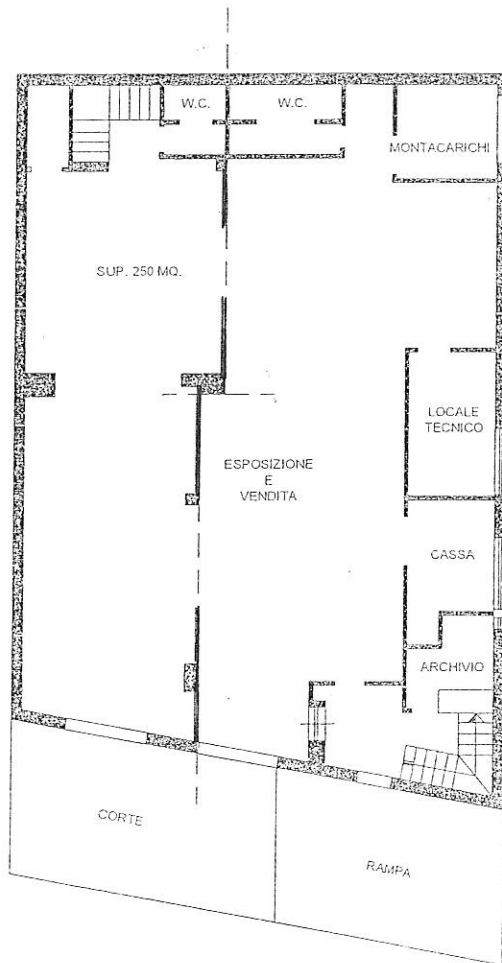 W.C.
W.C.
MONTACARICHI
SUP. 250 MQ.
LOCALE
TECNICO
ESPOSIZIONE
E
VENDITA
CASSA
ARCHIVIO
CORTE
RAMPA